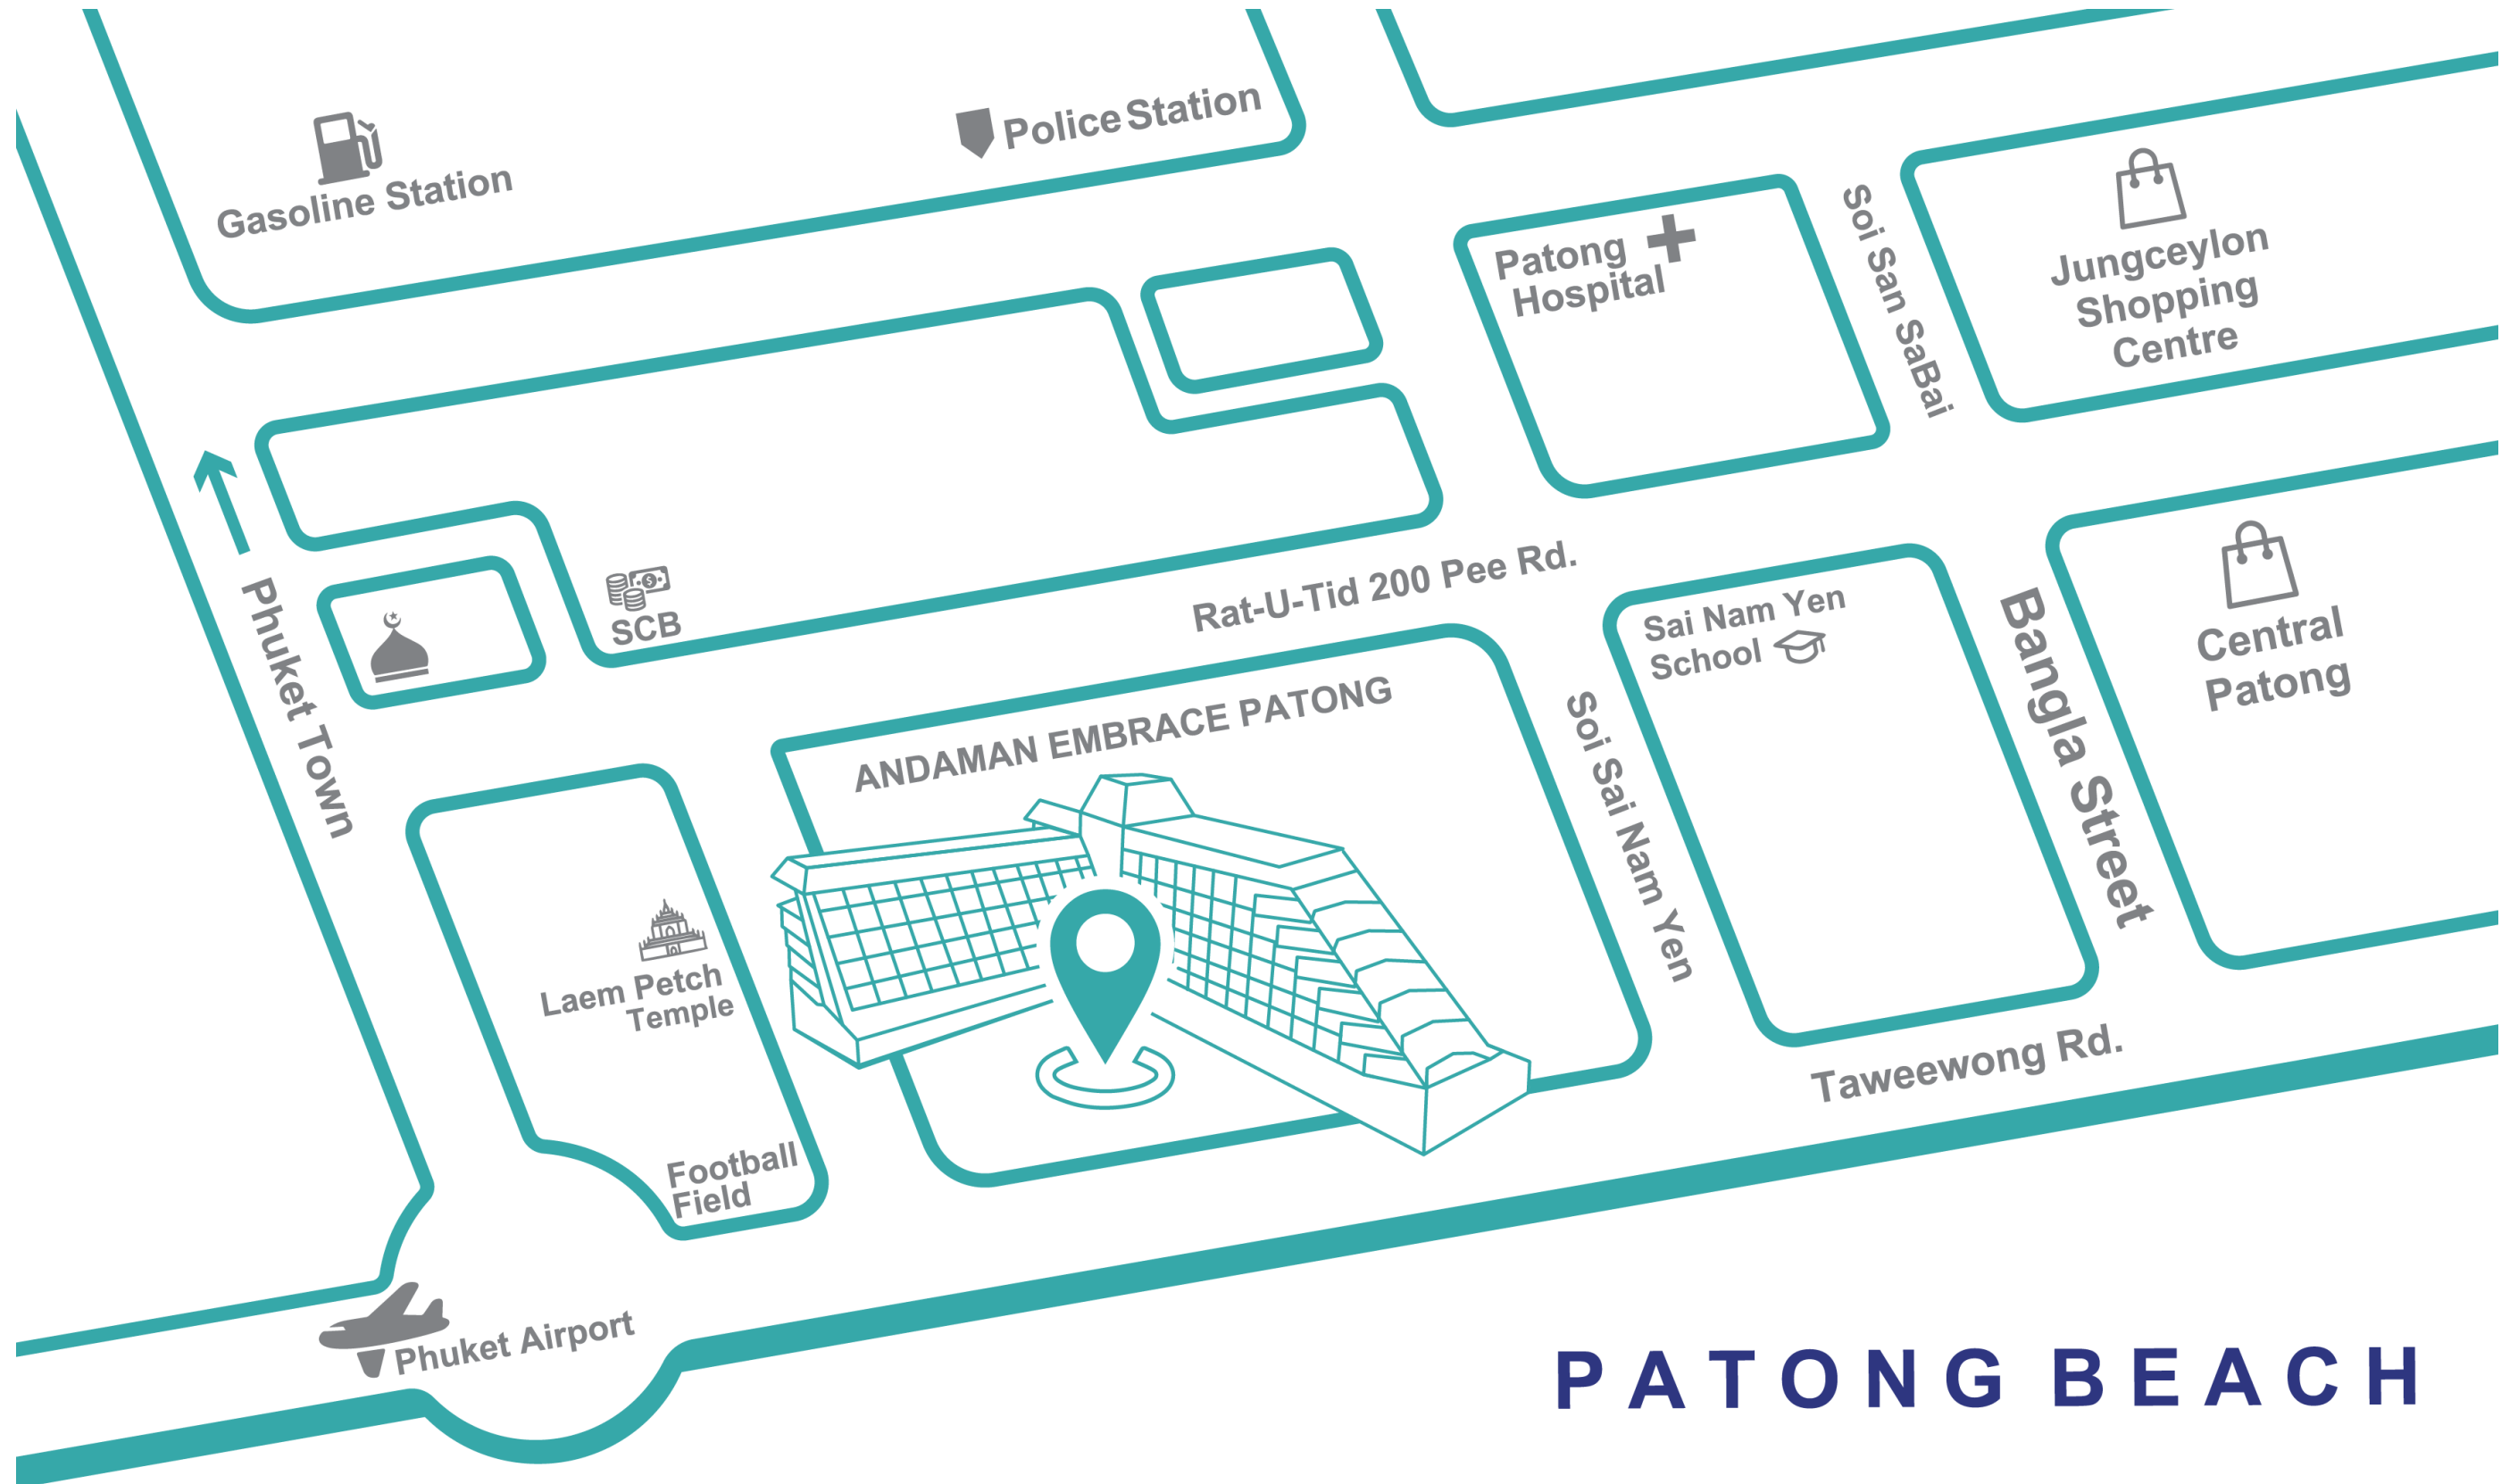 Police Station
Gasoline Station
Patong
Hospital
Soi San saBai
Jungceylon
Shopping
Centre
SCB
Rat-U-Tid 200 Pee Rd.
Sai Nam Yen
School
Bangla Street
Central
Patong
Phuket Town
ANDAMAN EMBRACE PATONG
Soi Sai Nam Yen
Laem Petch
Temple
Football
Field
Taweewong Rd.
Phuket Airport
PATONG BEACH